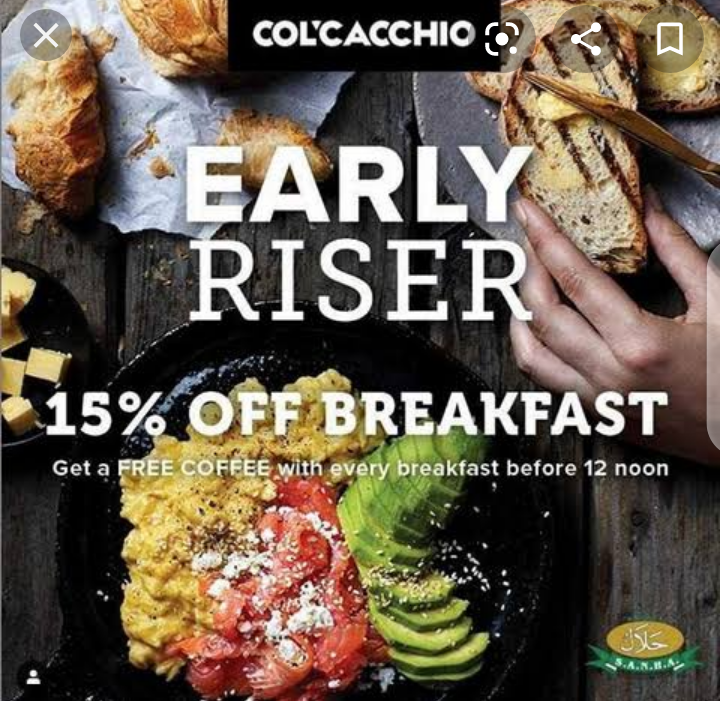 COL'CACCHIO
EARLY
RISER
15% OFF BREAKFAST
Get a FREE COFFEE with every breakfast before 12 noon
حلال
S.A.N.H.A.